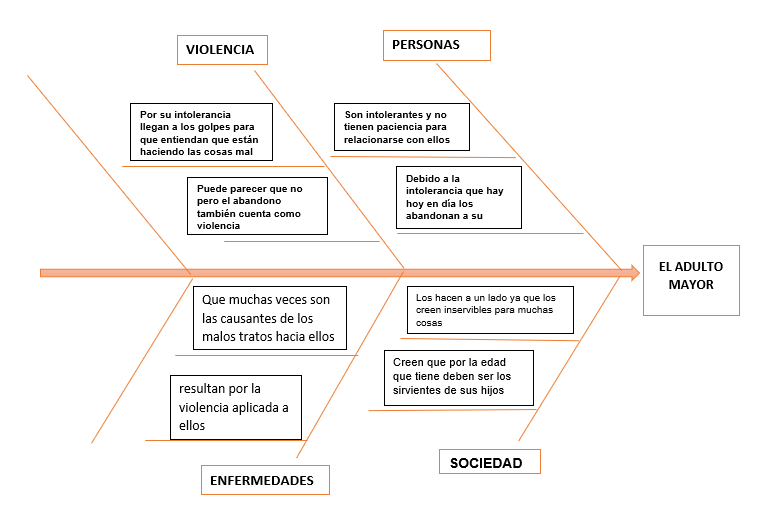 VIOLENCIA
PERSONAS
Por su intolerancia
llegan a los golpes para
que entiendan que están
haciendo las cosas mal
Son intolerantes y no
tienen paciencia para
relacionarse con ellos
Puede parecer que no
pero el abandono
también cuenta como
violencia
Debido a la
intolerancia que hay
hoy en día los
abandonan a su
EL ADULTO
MAYOR
Que muchas veces son
las causantes de los
malos tratos hacia ellos
Los hacen a un lado ya que los
creen inservibles para muchas
cosas
resultan por la
violencia aplicada a
ellos
Creen que por la edad
que tiene deben ser los
sirvientes de sus hijos
ENFERMEDADES
SOCIEDAD